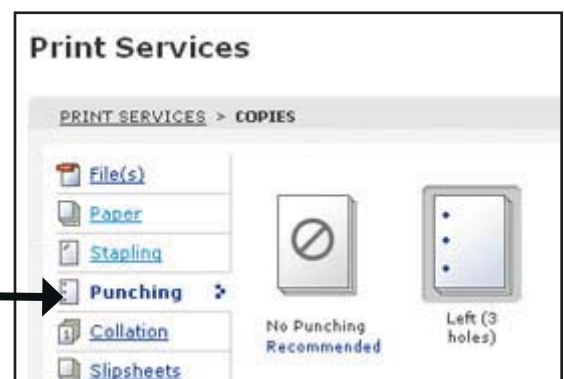 Print Services
PRINT SERVICES > COPIES
File(s)
Paper
Stapling
Punching
Collation
Slipsheets
No Punching
Recommended
Left (3
holes)